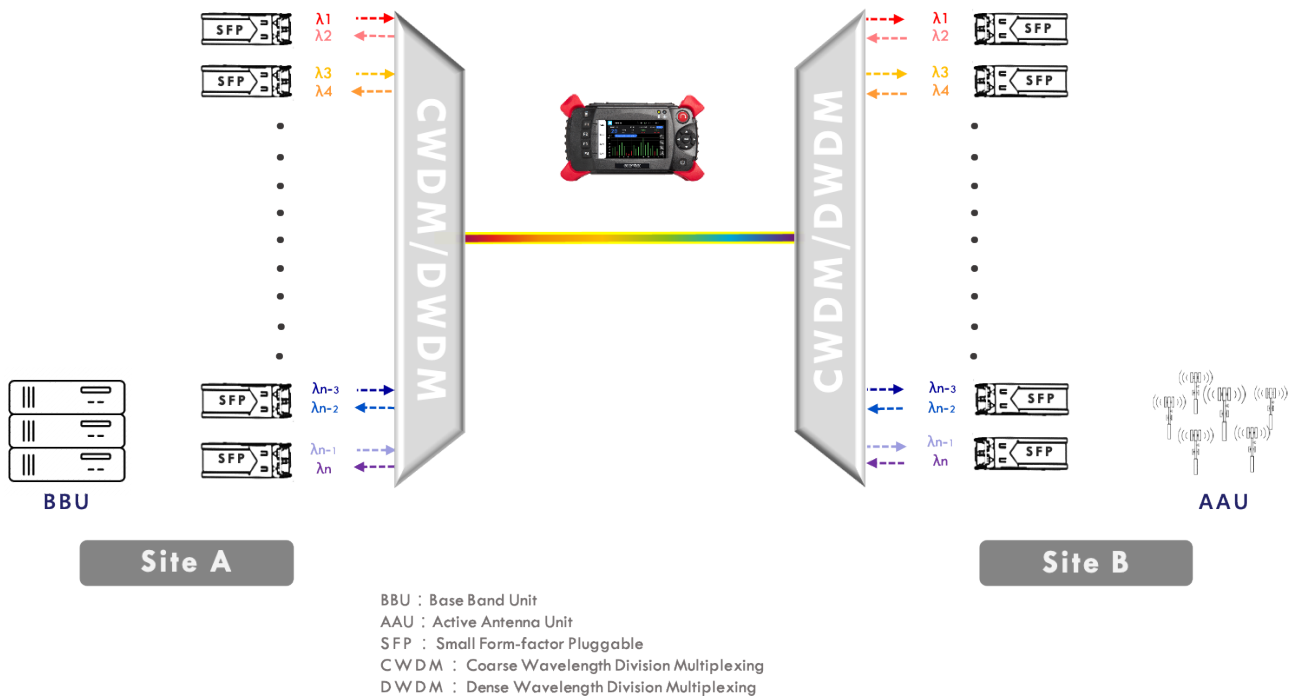 SFP
λ1
λ2
SFP
λ3
λ4
CWDM/DWDM
SFP
λn-3
λn-2
SFP
λn-1
λn
BBU
Site A
CWDM/DWDM
λ1
λ2
SFP
λ3
λ4
SFP
λn-3
λn-2
SFP
λn-1
λn
SFP
AAU
Site B
BBU : Base Band Unit
AAU : Active Antenna Unit
SFP : Small Form-factor Pluggable
CWDM : Coarse Wavelength Division Multiplexing
DWDM : Dense Wavelength Division Multiplexing